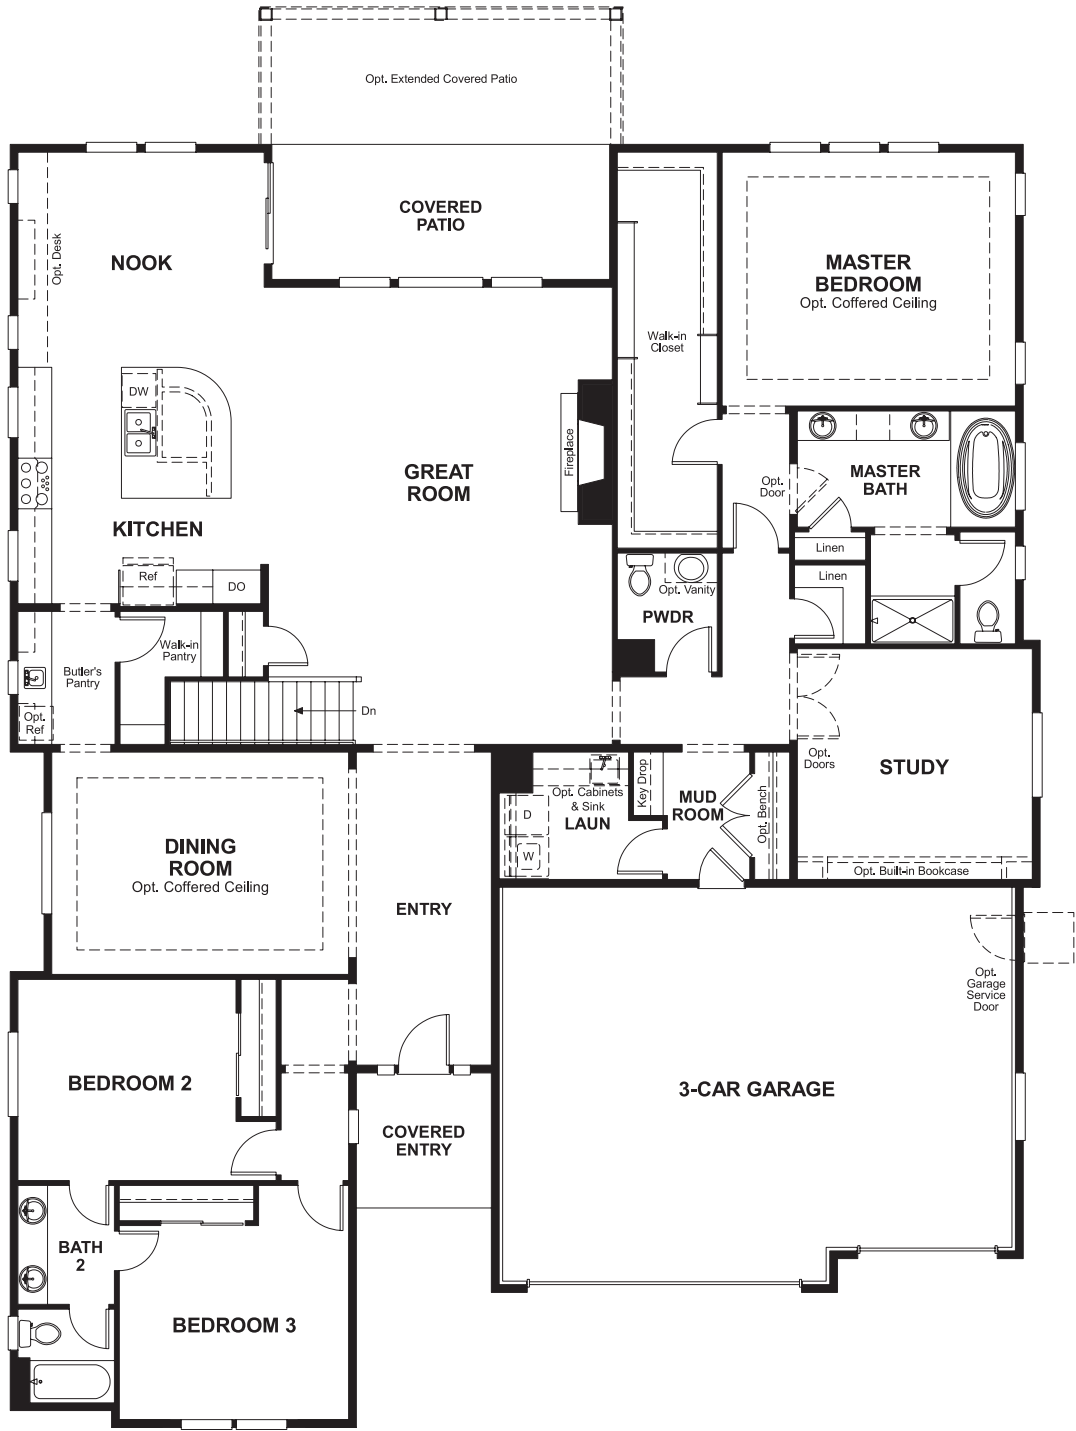 Opt. Extended Covered Patio
COVERED
PATIO
NOOK
Opt. Desk
MASTER
BEDROOM
Opt. Coffered Ceiling
Walk-in
Closet
DW
Fireplace
GREAT
ROOM
Opt.
Door
MASTER
BATH
KITCHEN
Linen
Ref
DO
Linen
Opt. Vanity
PWDR
Walk-in
Pantry
Butler's
Pantry
Opt.
Ref
Dn
Opt.
Doors
STUDY
Key Drop
MUD
ROOM
Opt. Bench
Opt. Cabinets
& Sink
LAUN
D
W
DINING
ROOM
Opt. Coffered Ceiling
Opt. Built-in Bookcase
ENTRY
Opt.
Garage
Service
Door
BEDROOM 2
3-CAR GARAGE
COVERED
ENTRY
BATH
2
BEDROOM 3